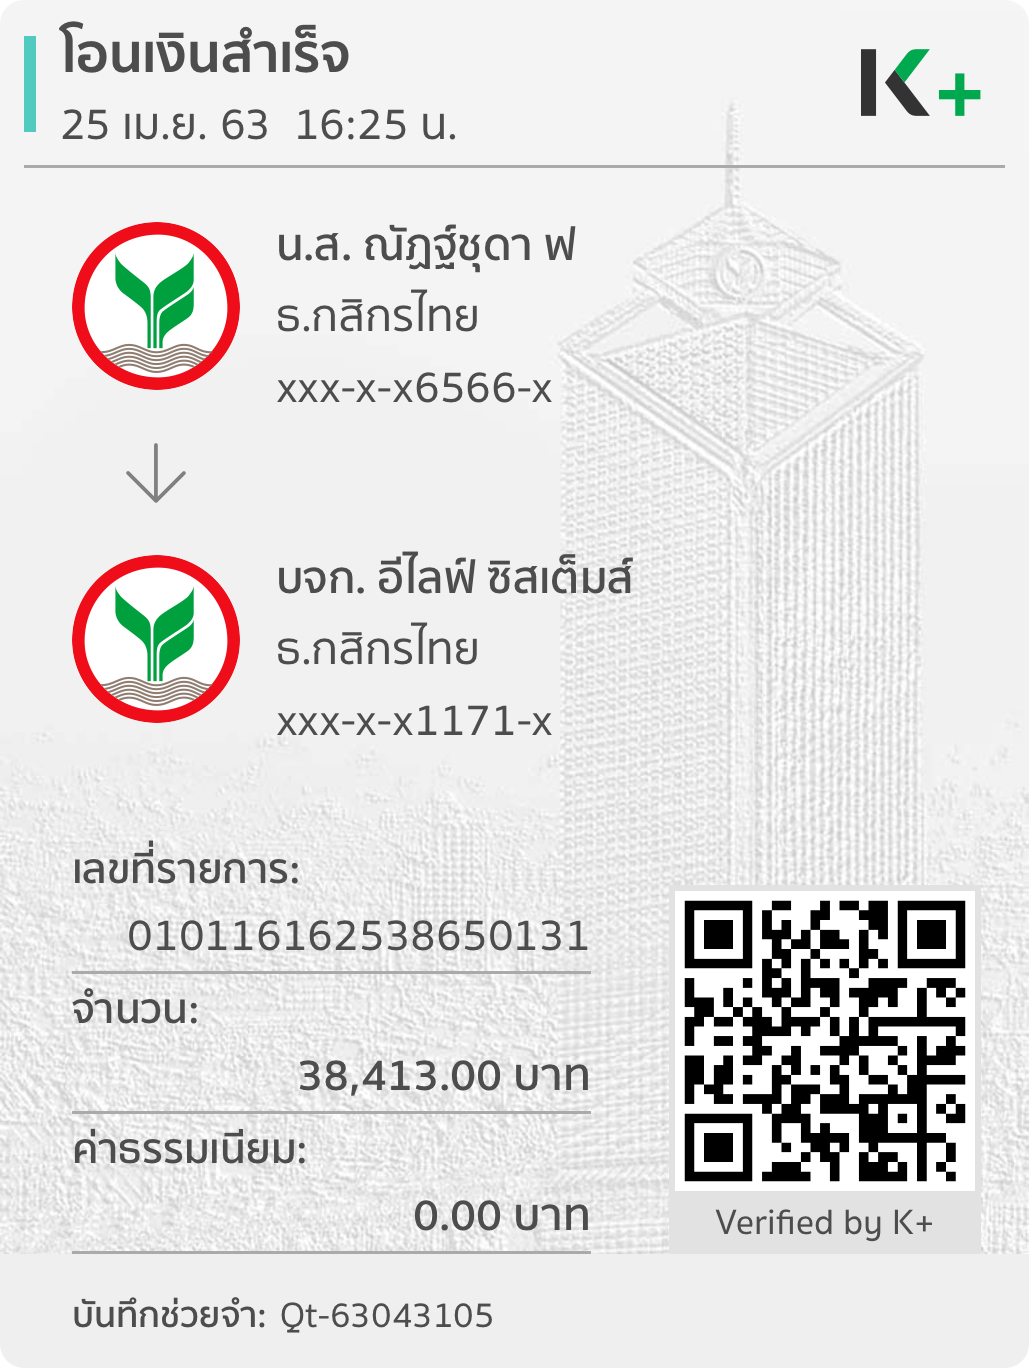 โอนเงินสำเร็จ
25 เม.ย. 63 16:25 น.
K+
น.ส. ณัฏฐ์ชุดา ฟ
ธ.กสิกรไทย
xxx-x-x6566-x
บจก. อีไลฟ์ ซิสเต็มส์
ธ.กสิกรไทย
xxx-x-x1171-x
เลขที่รายการ:
010116162538650131
จำนวน:
38,413.00 บาท
ค่าธรรมเนียม:
0.00 บาท
Verified by K+
บันทึกช่วยจำ: Qt-63043105